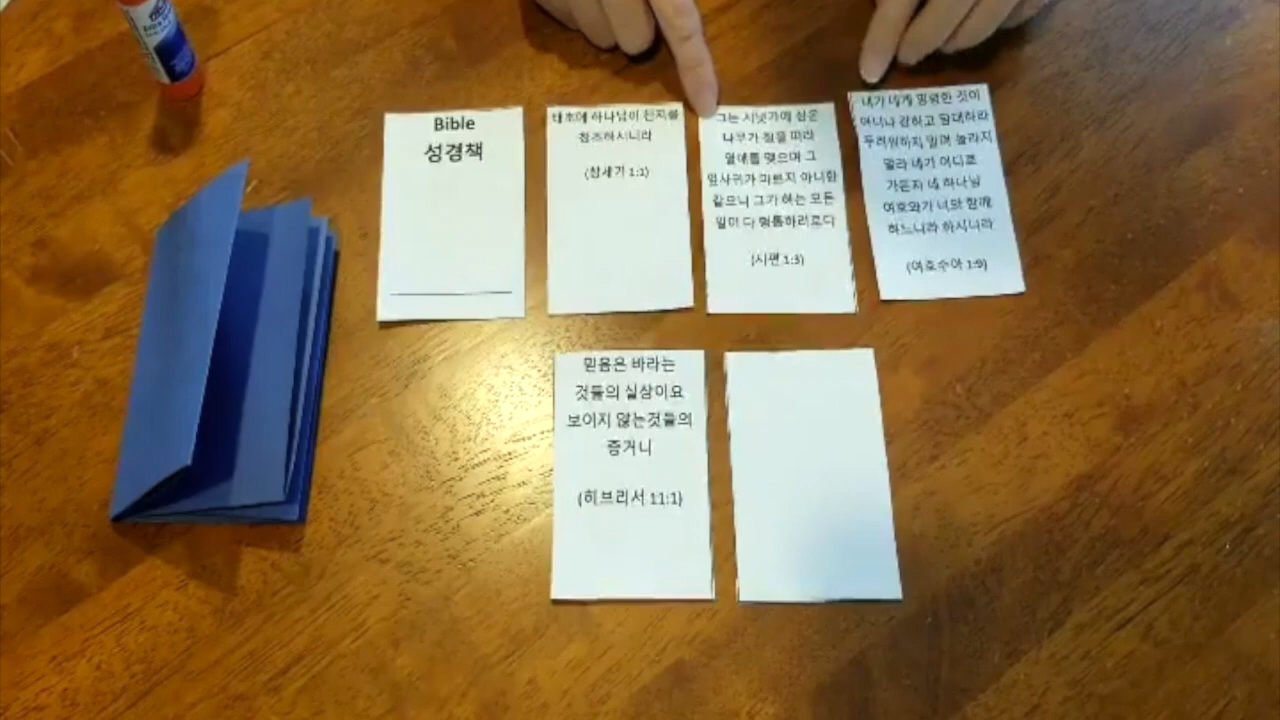 Bible
성경책
태초에 하나님이 천지를
창조하시니라
(창세기 1:1)
그는 시냇가에 심은
나무가 철을 따라
열매를 맺으며 그
잎사귀가 마르지 아니함
같으니 그가 하는 모든
일이 다 형통하리로다
(시편 1:3)
내가 네게 명령한 것이
아니냐 강하고 담대하라
두려워하지 말며 놀라지
말라 네가 어디로
가든지 네 하나님
여호와가 너와 함께
하느니라 하시니라
(여호수아 1:9)
믿음은 바라는
것들의 실상이요
보이지 않는것들의
증거니
(히브리서 11:1)